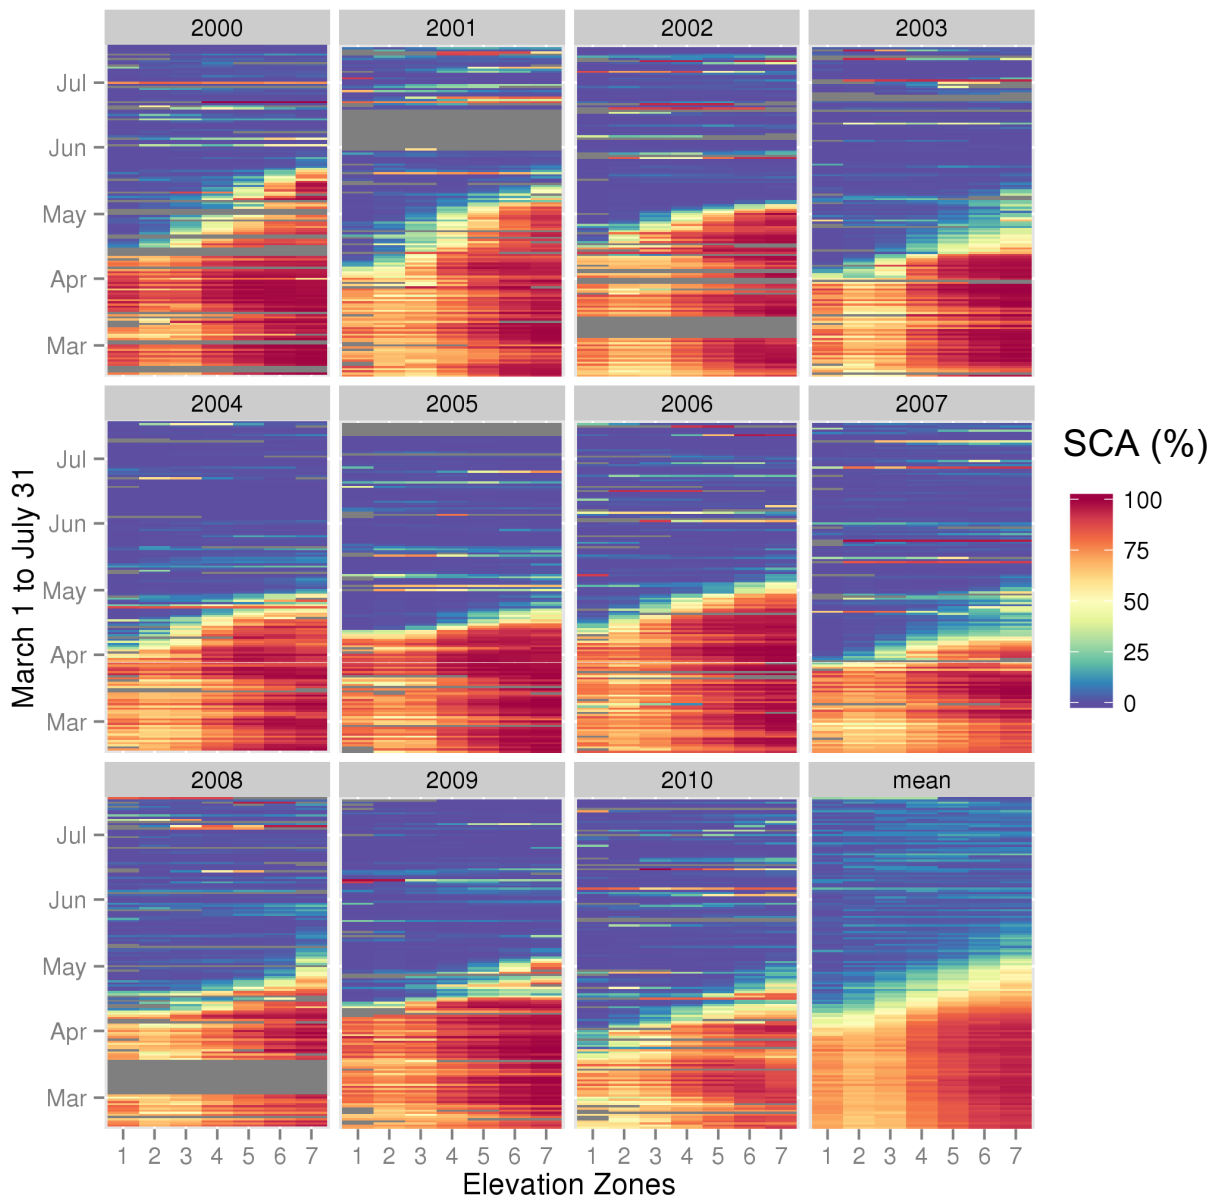 2000 2001 2002 2003
Jul
Jun
May
Apr
Mar
2004 2005 2006 2007
Jul
Jun
May
Apr
Mar
March 1 to July 31
SCA (%)
100
75
50
25
0
2008 2009 2010 mean
Jul
Jun
May
Apr
Mar
1 2 3 4 5 6 7 1 2 3 4 5 6 7 1 2 3 4 5 6 7 1 2 3 4 5 6 7
Elevation Zones